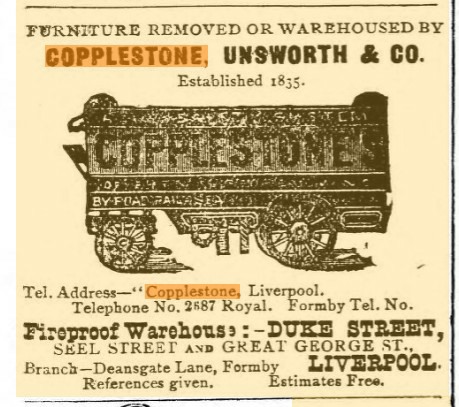 FURNITURE REMOVED OR WAREHOUSED BY
COPPLESTONE, UNSWORTH & CO.
Established 1835.
COPPLESTONE'S
BY ROAD, RAIL & SEA
Tel. Address—"Copplestone, Liverpool.
Telephone No. 2687 Royal. Formby Tel. No.
Fireproof Warehouse:—DUKE STREET,
SEEL STREET AND GREAT GEORGE ST.,
Branch—Deansgate Lane, Formby LIVERPOOL.
References given. Estimates Free.